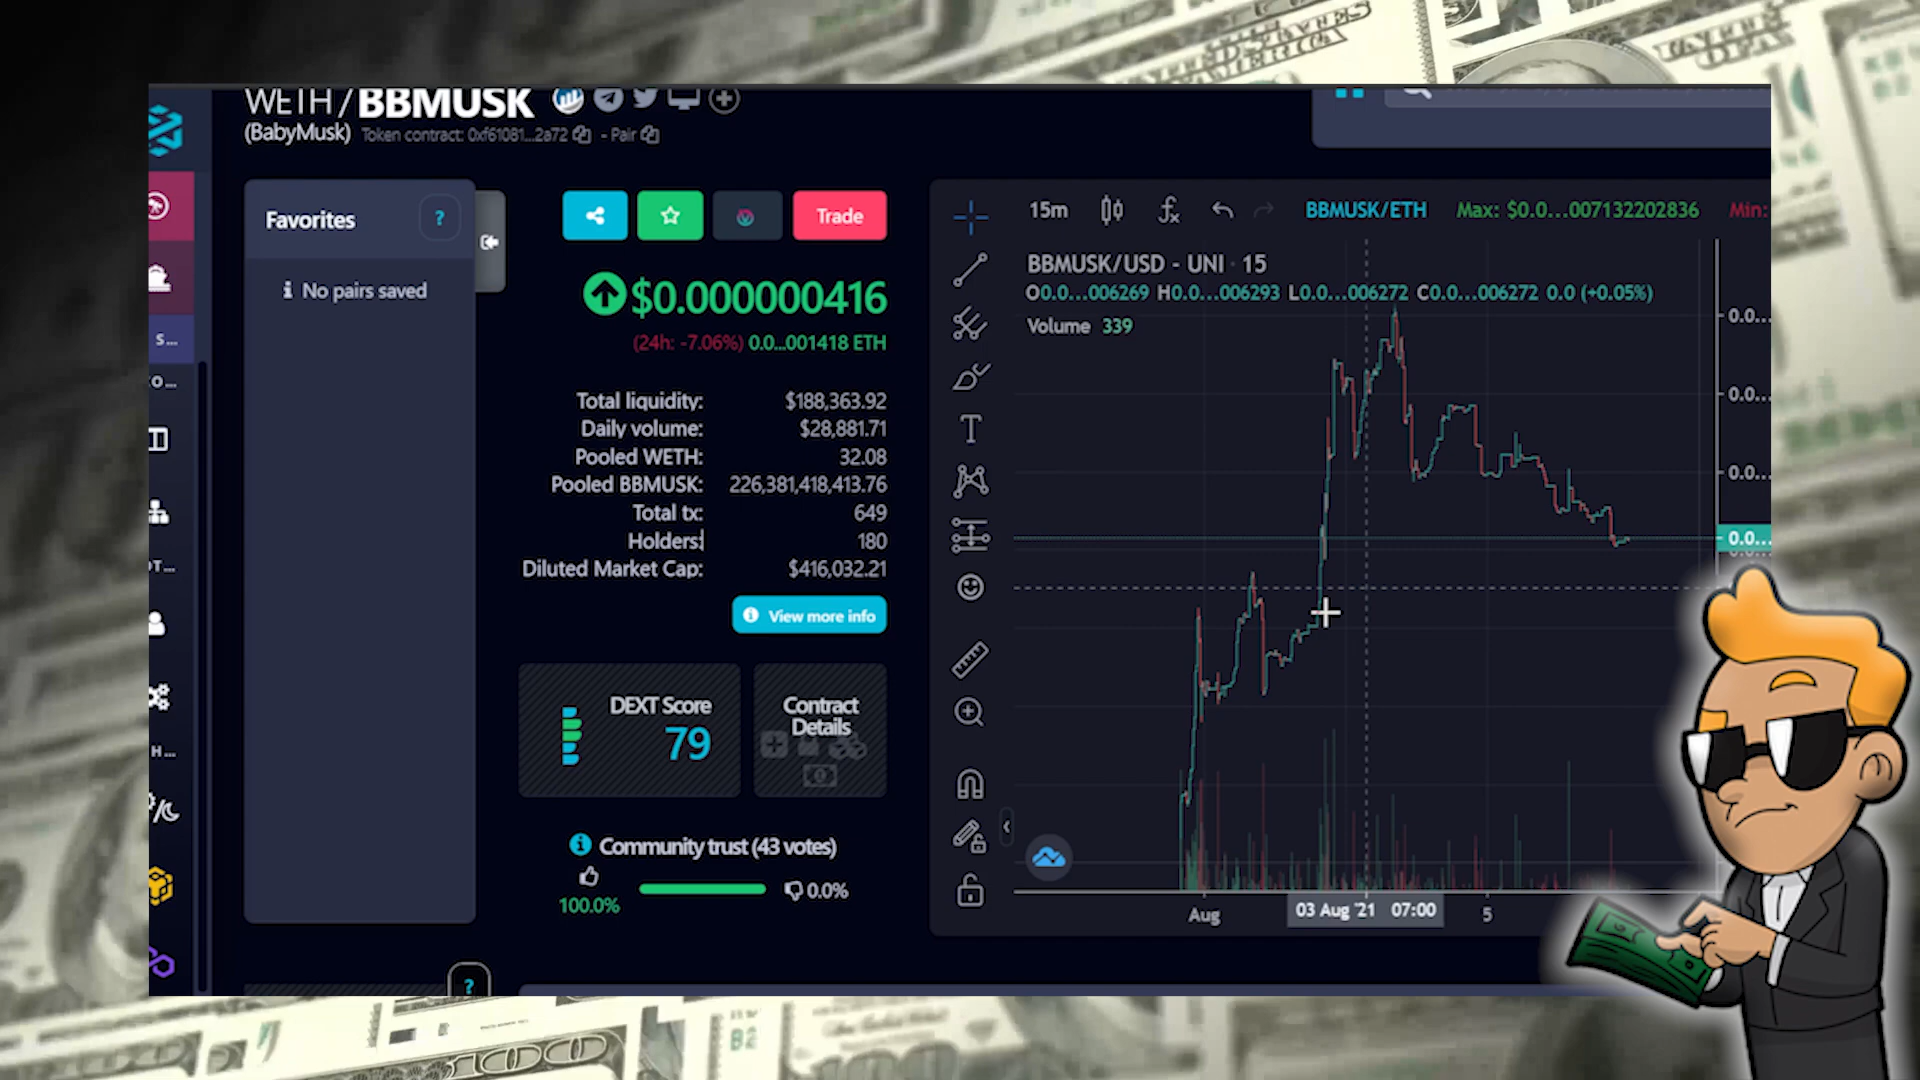 WETH / BBMUSK
(BabyMusk) Token contract: 0xf61081...2a72 - Pair
Favorites ?
No pairs saved
S...
O...
OT...
H...
Trade
$0.000000416
(24h: -7.06%) 0.0...001418 ETH
Total liquidity: $188,363.92
Daily volume: $28,881.71
Pooled WETH: 32.08
Pooled BBMUSK: 226,381,418,413.76
Total tx: 649
Holders: 180
Diluted Market Cap: $416,032.21
View more info
DEXT Score
79
Contract
Details
Community trust (43 votes)
100.0%
0.0%
?
15m BBMUSK/ETH Max: $0.0...007132202836 Min:
BBMUSK/USD - UNI · 15
O0.0...006269 H0.0...006293 L0.0...006272 C0.0...006272 0.0 (+0.05%)
Volume 339
0.0...
0.0...
0.0...
0.0...
Aug
03 Aug '21 07:00
5
100